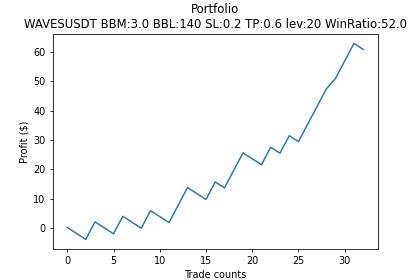 Portfolio
WAVESUSDT BBM:3.0 BBL:140 SL:0.2 TP:0.6 lev:20 WinRatio:52.0
60
50
40
30
20
10
0
Profit ($)
0 5 10 15 20 25 30
Trade counts